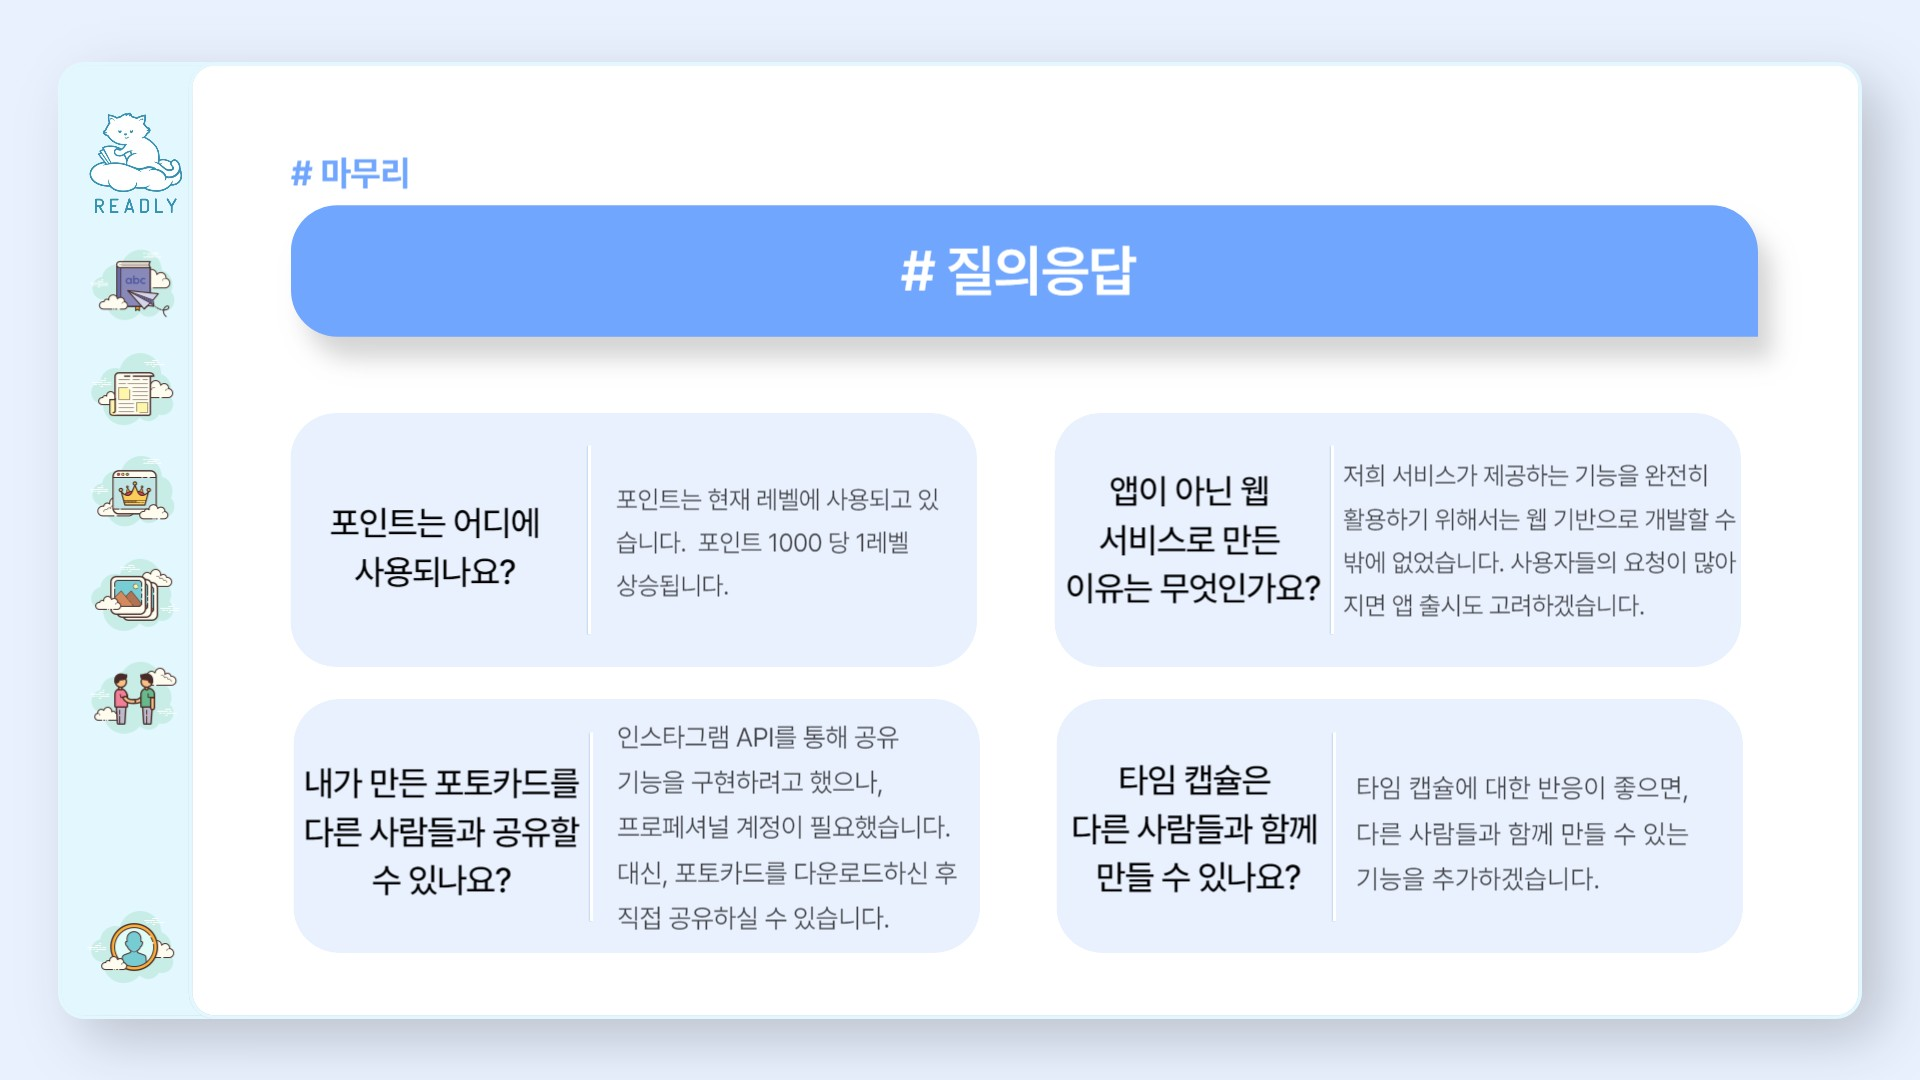 READLY
abc
# 마무리
# 질의응답
포인트는 어디에
사용되나요?
포인트는 현재 레벨에 사용되고 있
습니다.  포인트 1000 당 1레벨
상승됩니다.
앱이 아닌 웹
서비스로 만든
이유는 무엇인가요?
저희 서비스가 제공하는 기능을 완전히
활용하기 위해서는 웹 기반으로 개발할 수
밖에 없었습니다. 사용자들의 요청이 많아
지면 앱 출시도 고려하겠습니다.
내가 만든 포토카드를
다른 사람들과 공유할
수 있나요?
인스타그램 API를 통해 공유
기능을 구현하려고 했으나,
프로페셔널 계정이 필요했습니다.
대신, 포토카드를 다운로드하신 후
직접 공유하실 수 있습니다.
타임 캡슐은
다른 사람들과 함께
만들 수 있나요?
타임 캡슐에 대한 반응이 좋으면,
다른 사람들과 함께 만들 수 있는
기능을 추가하겠습니다.